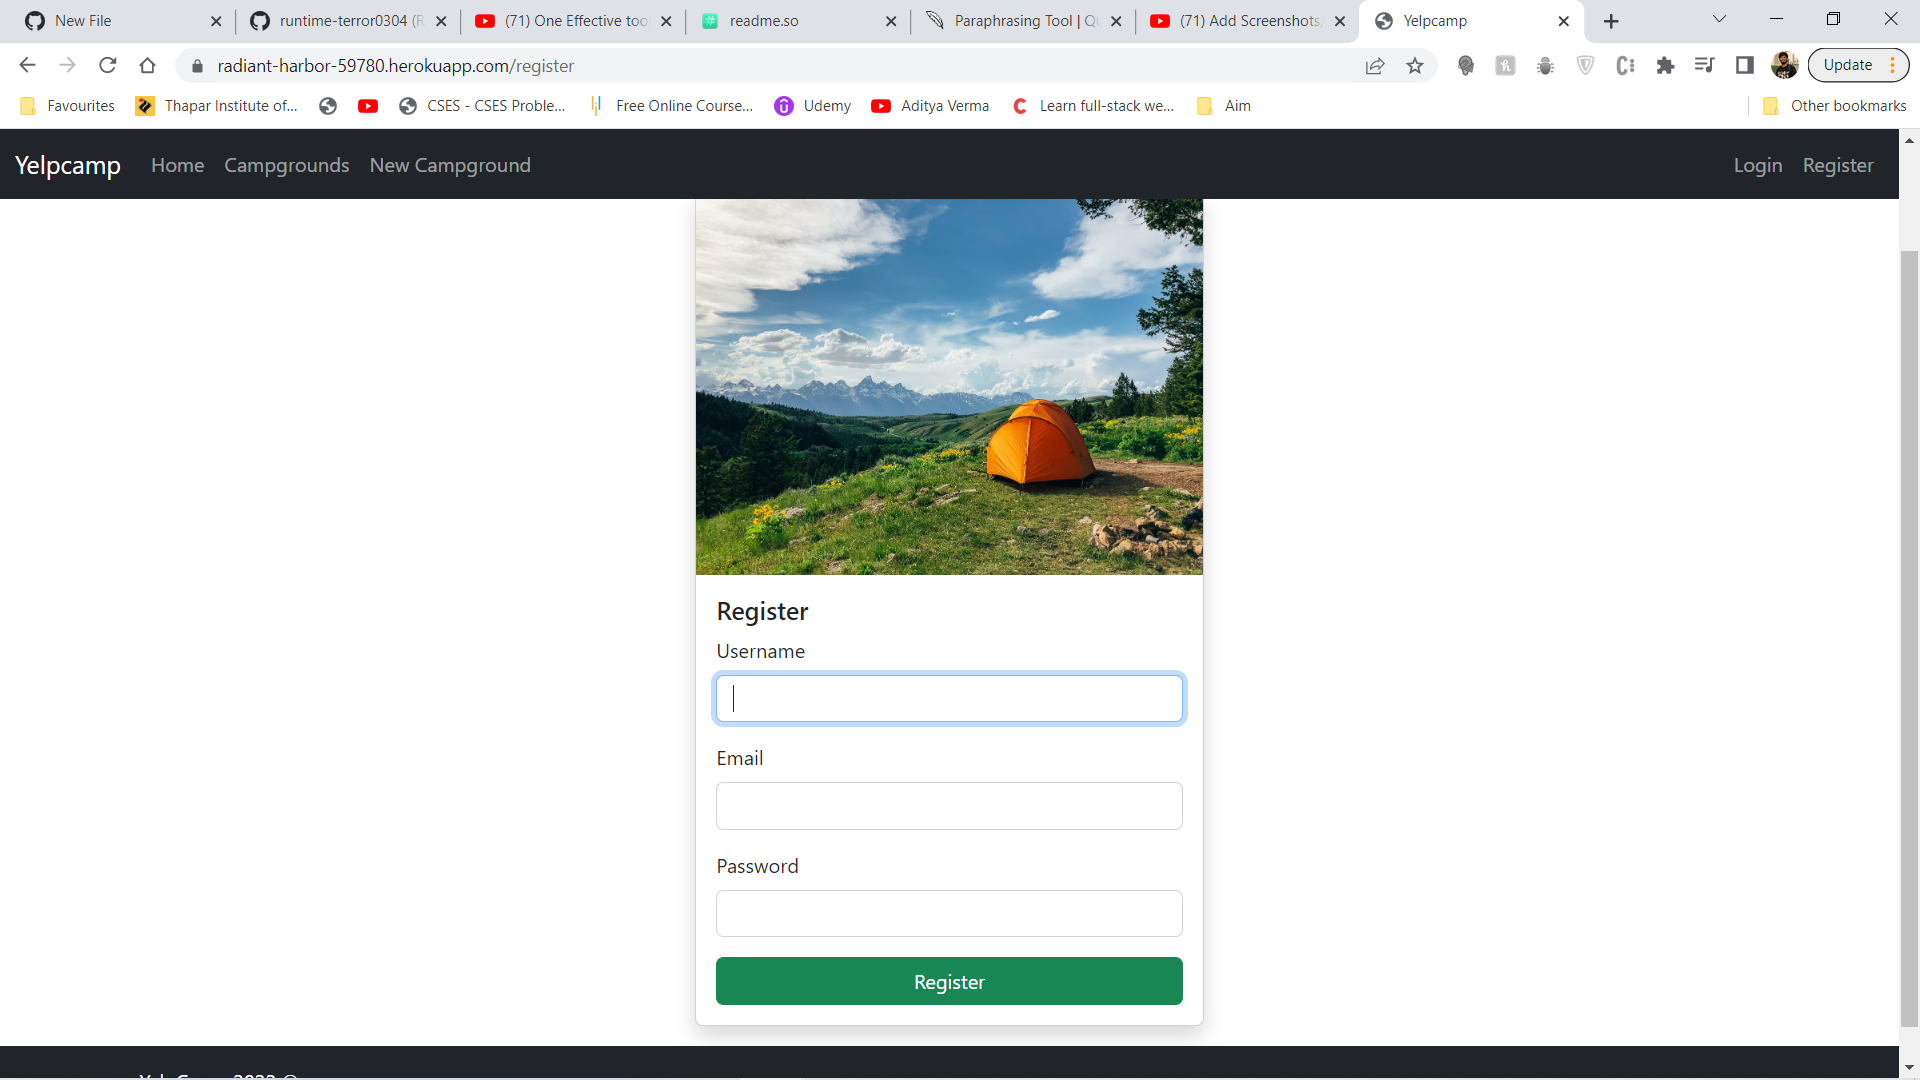 New File
runtime-terror0304 (R
(71) One Effective too
readme.so
Paraphrasing Tool | Qu
(71) Add Screenshots,
Yelpcamp
radiant-harbor-59780.herokuapp.com/register
Update
Favourites
Thapar Institute of...
CSES - CSES Proble...
Free Online Course...
Udemy
Aditya Verma
Learn full-stack we...
Aim
Other bookmarks
Yelpcamp
Home
Campgrounds
New Campground
Login
Register
Register
Username
Email
Password
Register